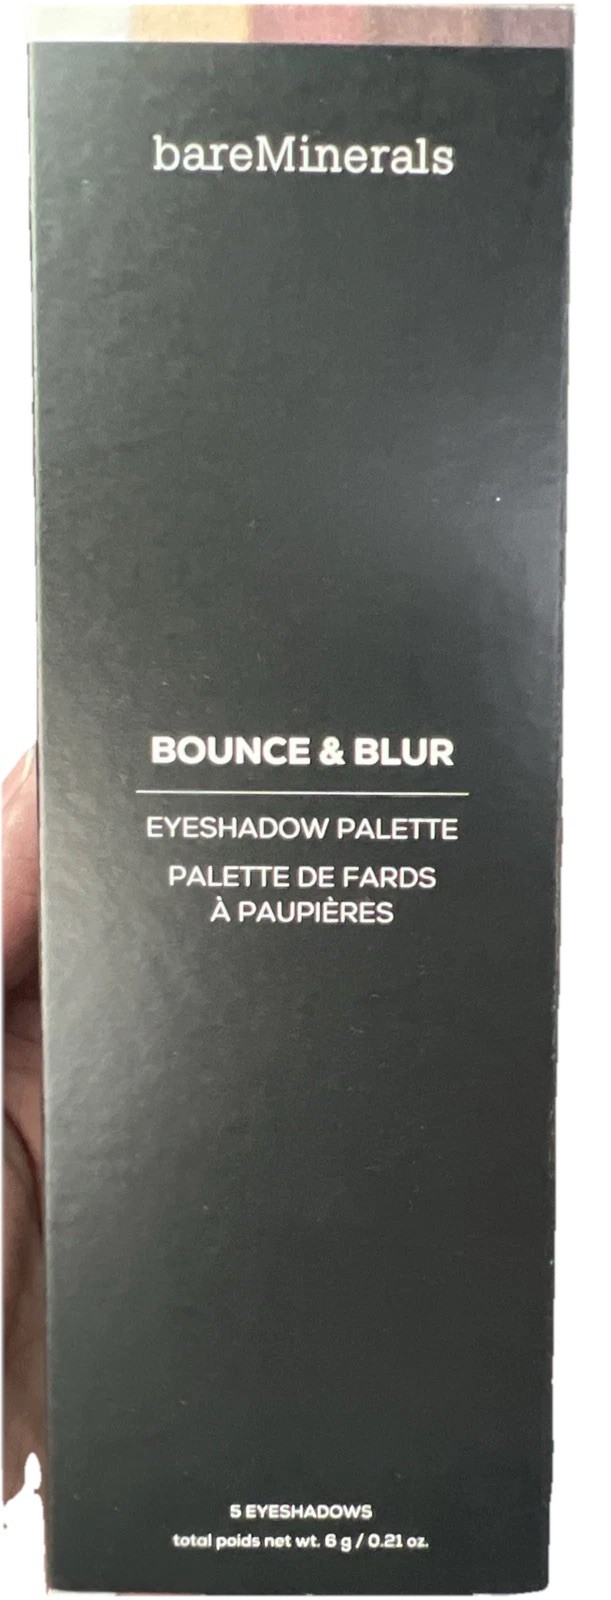 bareMinerals
BOUNCE & BLUR
EYESHADOW PALETTE
PALETTE DE FARDS
À PAUPIÈRES
5 EYESHADOWS
total poids net wt. 6 g / 0.21 oz.